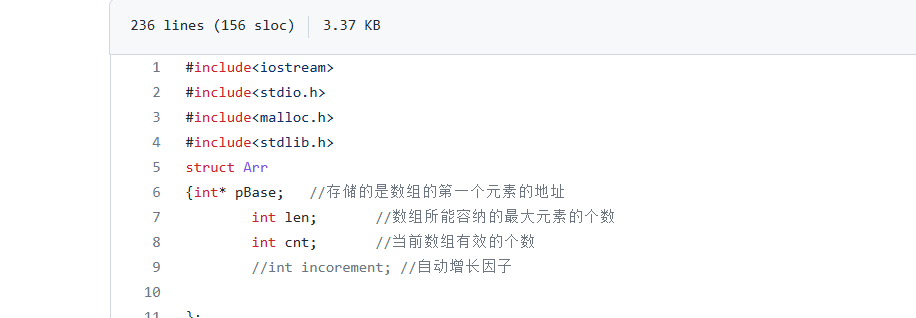 236 lines (156 sloc) 3.37 KB
1 #include<iostream>
2 #include<stdio.h>
3 #include<malloc.h>
4 #include<stdlib.h>
5 struct Arr
6 {int* pBase; //存储的是数组的第一个元素的地址
7 int len; //数组所能容纳的最大元素的个数
8 int cnt; //当前数组有效的个数
9 //int incorement; //自动增长因子
10
11 };